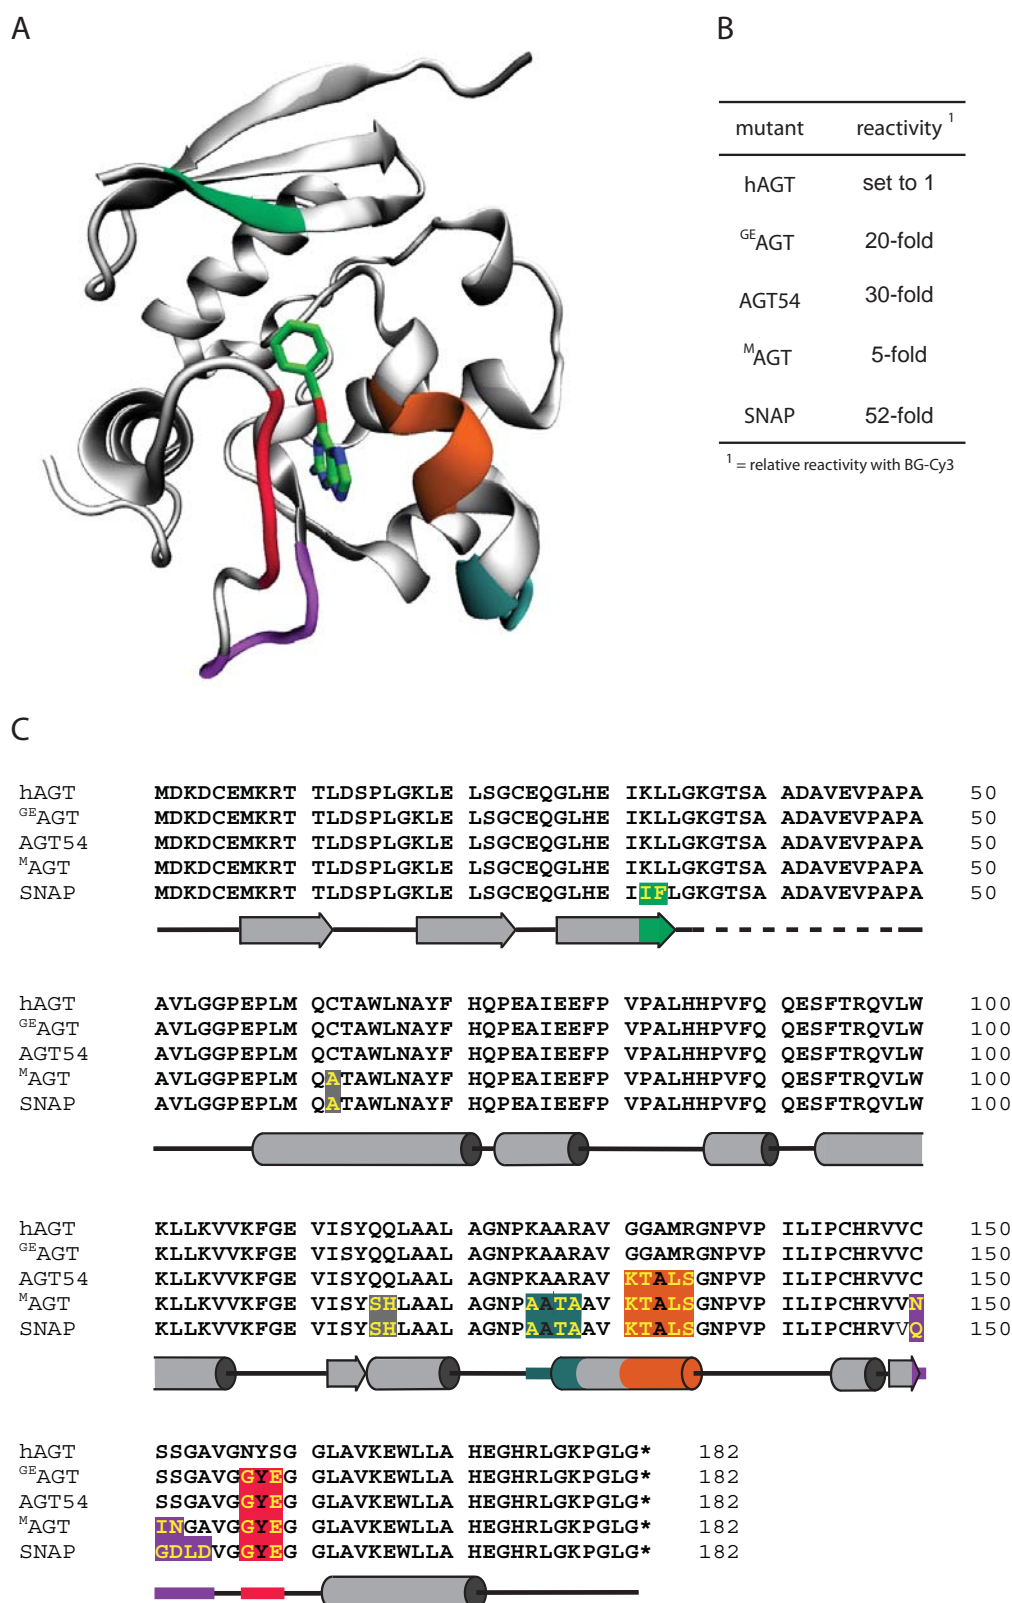 A
B
mutant reactivity 1
hAGT set to 1
GEAGT 20-fold
AGT54 30-fold
MAGT 5-fold
SNAP 52-fold
1 = relative reactivity with BG-Cy3
C
hAGT MDKDCEMKRT TLDSPLGKLE LSGCEQGLHE IKLLGKGTSA ADAVEVPAPA 50
GEAGT MDKDCEMKRT TLDSPLGKLE LSGCEQGLHE IKLLGKGTSA ADAVEVPAPA 50
AGT54 MDKDCEMKRT TLDSPLGKLE LSGCEQGLHE IKLLGKGTSA ADAVEVPAPA 50
MAGT MDKDCEMKRT TLDSPLGKLE LSGCEQGLHE IKLLGKGTSA ADAVEVPAPA 50
SNAP MDKDCEMKRT TLDSPLGKLE LSGCEQGLHE IIFLGKGTSA ADAVEVPAPA 50
hAGT AVLGGPEPLM QCTAWLNAYF HQPEAIEEFP VPALHHPVFQ QESFTRQVLW 100
GEAGT AVLGGPEPLM QCTAWLNAYF HQPEAIEEFP VPALHHPVFQ QESFTRQVLW 100
AGT54 AVLGGPEPLM QCTAWLNAYF HQPEAIEEFP VPALHHPVFQ QESFTRQVLW 100
MAGT AVLGGPEPLM QATAWLNAYF HQPEAIEEFP VPALHHPVFQ QESFTRQVLW 100
SNAP AVLGGPEPLM QATAWLNAYF HQPEAIEEFP VPALHHPVFQ QESFTRQVLW 100
hAGT KLLKVVKFGE VISYQQLAAL AGNPKAARAV GGAMRGNPVP ILIPCHRVVC 150
GEAGT KLLKVVKFGE VISYQQLAAL AGNPKAARAV GGAMRGNPVP ILIPCHRVVC 150
AGT54 KLLKVVKFGE VISYQQLAAL AGNPKAARAV KTALSGNPVP ILIPCHRVVC 150
MAGT KLLKVVKFGE VISYSHLAAL AGNPAATAAV KTALSGNPVP ILIPCHRVVN 150
SNAP KLLKVVKFGE VISYSHLAAL AGNPAATAAV KTALSGNPVP ILIPCHRVVQ 150
hAGT SSGAVGNYSG GLAVKEWLLA HEGHRLGKPGLG* 182
GEAGT SSGAVGGYEG GLAVKEWLLA HEGHRLGKPGLG* 182
AGT54 SSGAVGGYEG GLAVKEWLLA HEGHRLGKPGLG* 182
MAGT INGAVGGYEG GLAVKEWLLA HEGHRLGKPGLG* 182
SNAP GDLDVGGYEG GLAVKEWLLA HEGHRLGKPGLG* 182